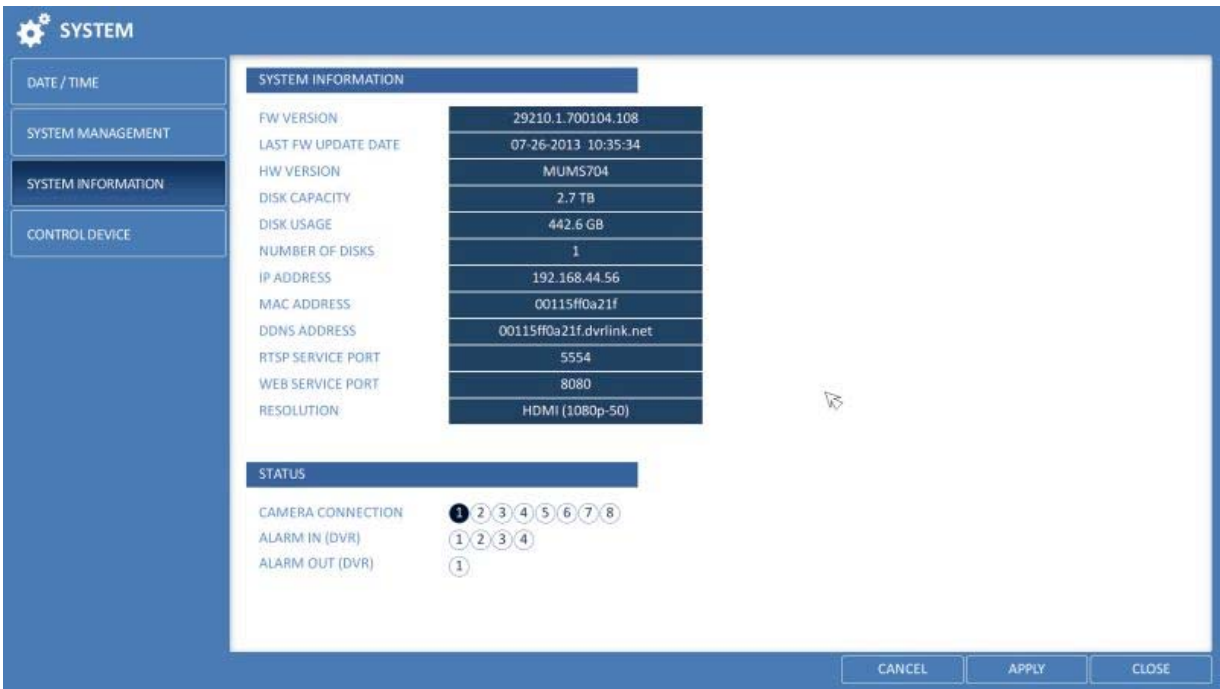 SYSTEM
DATE / TIME
SYSTEM MANAGEMENT
SYSTEM INFORMATION
CONTROL DEVICE
SYSTEM INFORMATION
FW VERSION 29210.1.700104.108
LAST FW UPDATE DATE 07-26-2013 10:35:34
HW VERSION MUMS704
DISK CAPACITY 2.7 TB
DISK USAGE 442.6 GB
NUMBER OF DISKS 1
IP ADDRESS 192.168.44.56
MAC ADDRESS 00115ff0a21f
DDNS ADDRESS 00115ff0a21f.dvrlink.net
RTSP SERVICE PORT 5554
WEB SERVICE PORT 8080
RESOLUTION HDMI (1080p-50)
STATUS
CAMERA CONNECTION 1 2 3 4 5 6 7 8
ALARM IN (DVR) 1 2 3 4
ALARM OUT (DVR) 1
CANCEL APPLY CLOSE